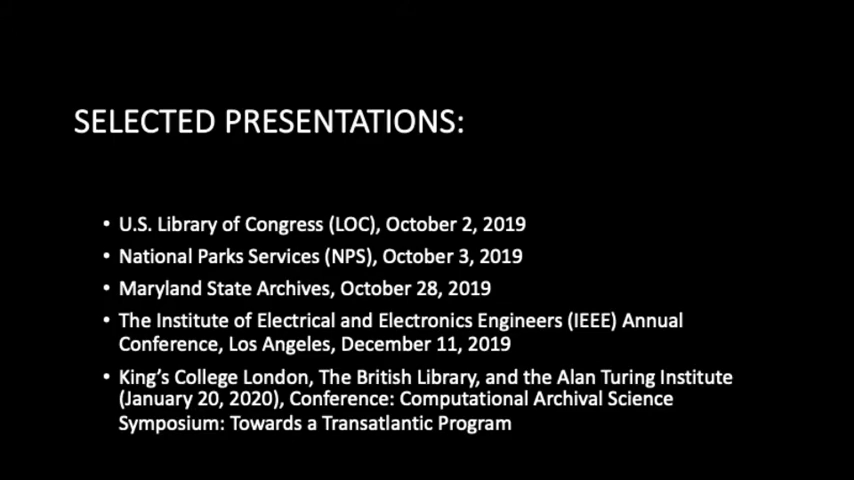 SELECTED PRESENTATIONS:
• U.S. Library of Congress (LOC), October 2, 2019
• National Parks Services (NPS), October 3, 2019
• Maryland State Archives, October 28, 2019
• The Institute of Electrical and Electronics Engineers (IEEE) Annual
Conference, Los Angeles, December 11, 2019
• King’s College London, The British Library, and the Alan Turing Institute
(January 20, 2020), Conference: Computational Archival Science
Symposium: Towards a Transatlantic Program